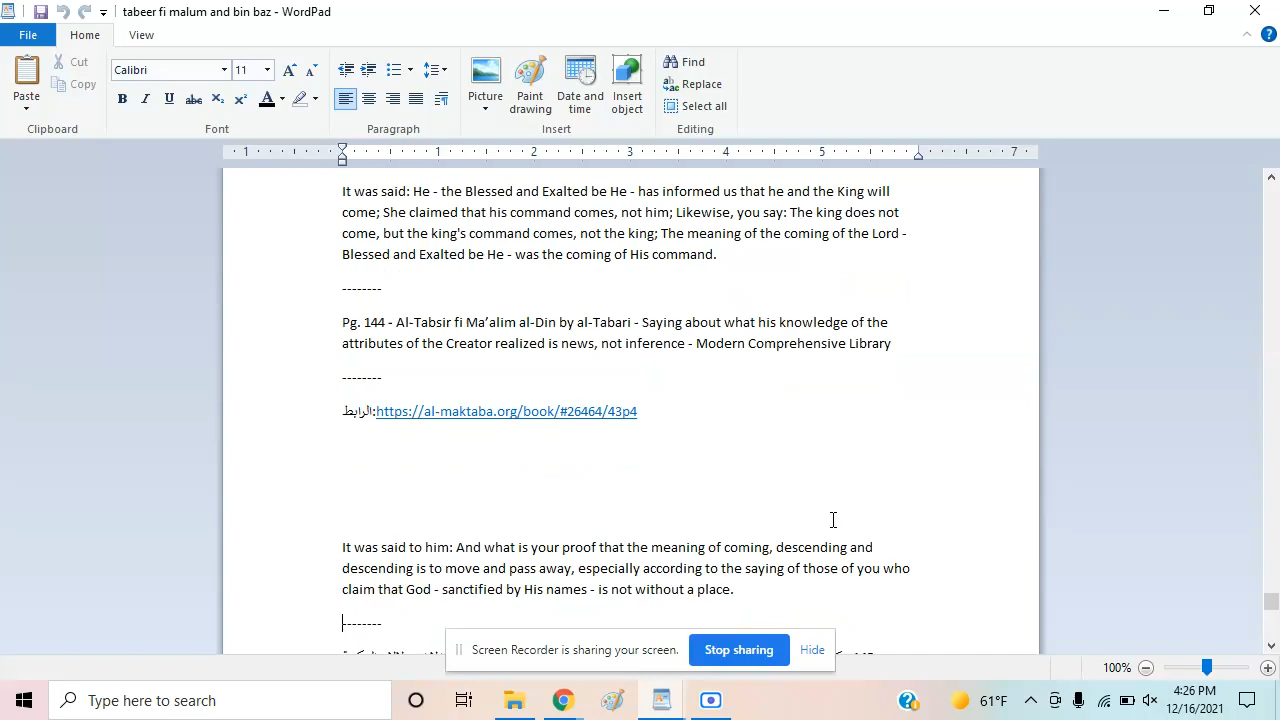 tabeer fi malum and bin baz - WordPad
File Home View
Paste Cut Copy
Calibri 11
Picture Paint drawing Date and time Insert object
Find
Replace
Select all
Clipboard Font Paragraph Insert Editing
1 1 2 3 4 5 7
It was said: He - the Blessed and Exalted be He - has informed us that he and the King will
come; She claimed that his command comes, not him; Likewise, you say: The king does not
come, but the king's command comes, not the king; The meaning of the coming of the Lord -
Blessed and Exalted be He - was the coming of His command.
--------
Pg. 144 - Al-Tabsir fi Ma’alim al-Din by al-Tabari - Saying about what his knowledge of the
attributes of the Creator realized is news, not inference - Modern Comprehensive Library
--------
الرابط:https://al-maktaba.org/book/#26464/43p4
It was said to him: And what is your proof that the meaning of coming, descending and
descending is to move and pass away, especially according to the saying of those of you who
claim that God - sanctified by His names - is not without a place.
--------
Screen Recorder is sharing your screen. Stop sharing Hide
100%
Type here to search
61°F
4:26 PM
12/16/2021